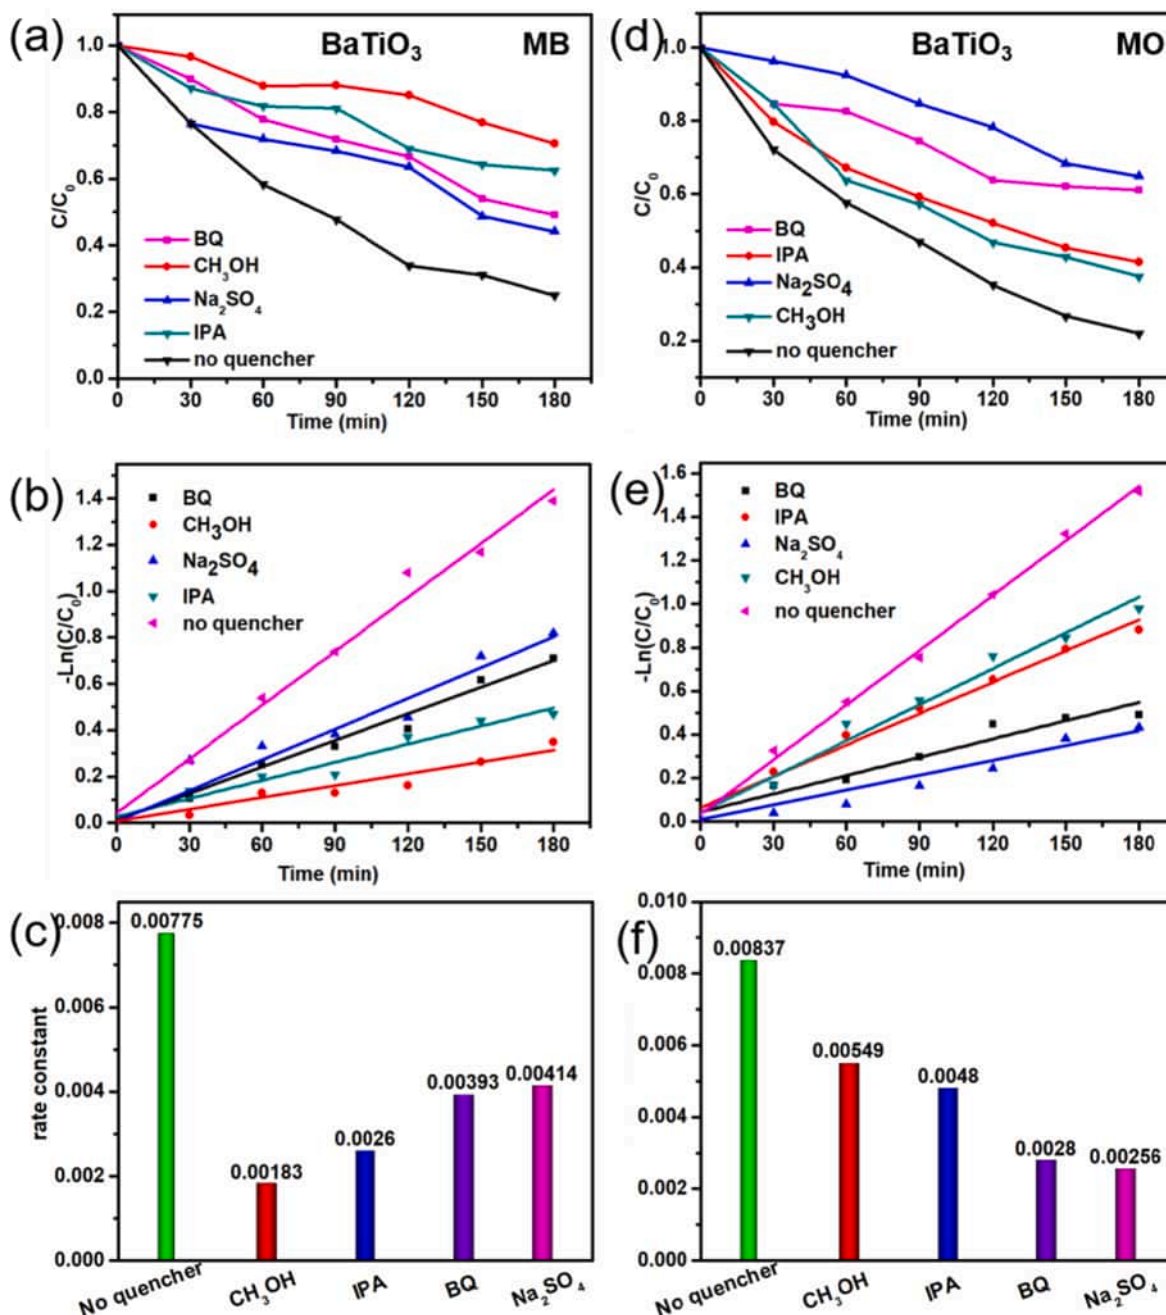 (a)
BaTiO₃ MB
C/C₀
1.0
0.8
0.6
0.4
0.2
0.0
BQ
CH₃OH
Na₂SO₄
IPA
no quencher
0 30 60 90 120 150 180
Time (min)
(d)
BaTiO₃ MO
C/C₀
1.0
0.8
0.6
0.4
0.2
BQ
IPA
Na₂SO₄
CH₃OH
no quencher
0 30 60 90 120 150 180
Time (min)
(b)
-Ln(C/C₀)
1.4
1.2
1.0
0.8
0.6
0.4
0.2
0.0
BQ
CH₃OH
Na₂SO₄
IPA
no quencher
0 30 60 90 120 150 180
Time (min)
(e)
-Ln(C/C₀)
1.6
1.4
1.2
1.0
0.8
0.6
0.4
0.2
0.0
BQ
IPA
Na₂SO₄
CH₃OH
no quencher
0 30 60 90 120 150 180
Time (min)
(c)
rate constant
0.008
0.006
0.004
0.002
0.000
0.00775
0.00183
0.0026
0.00393
0.00414
No quencher CH₃OH IPA BQ Na₂SO₄
(f)
0.010
0.008
0.006
0.004
0.002
0.000
0.00837
0.00549
0.0048
0.0028
0.00256
No quencher CH₃OH IPA BQ Na₂SO₄